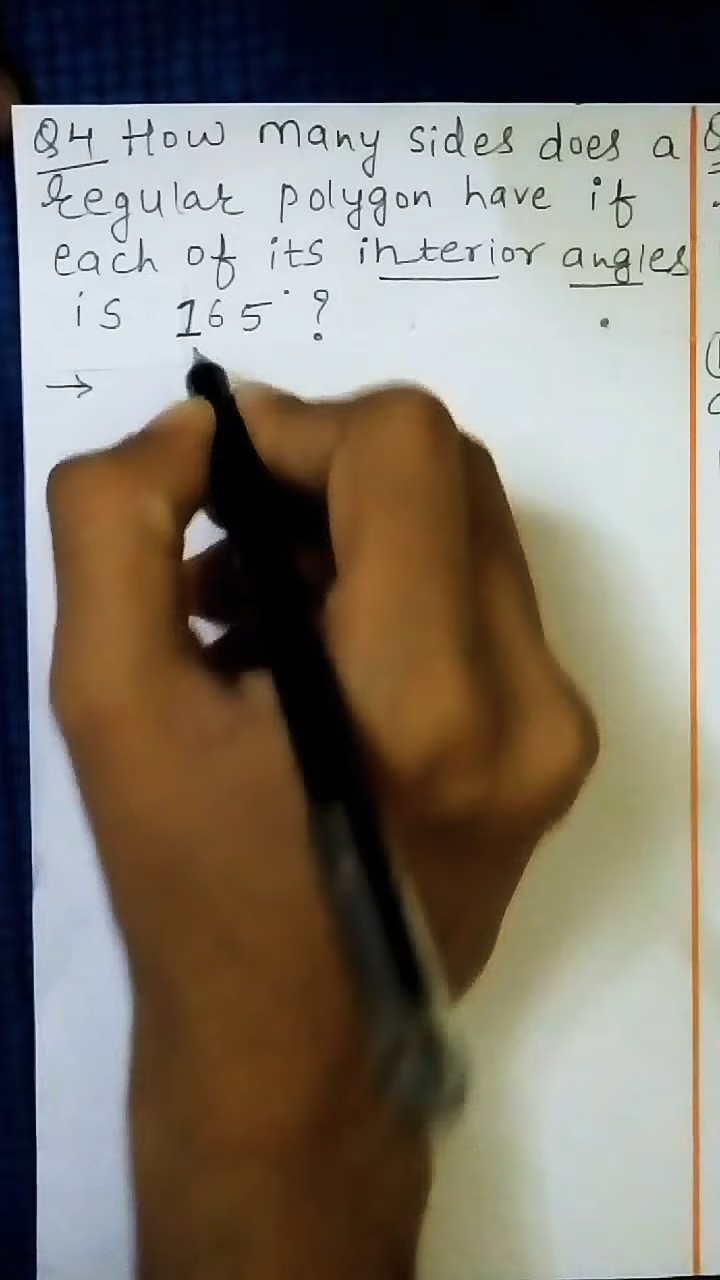 Q4 How many sides does a
regular polygon have if
each of its interior angles
is 165° ?
→